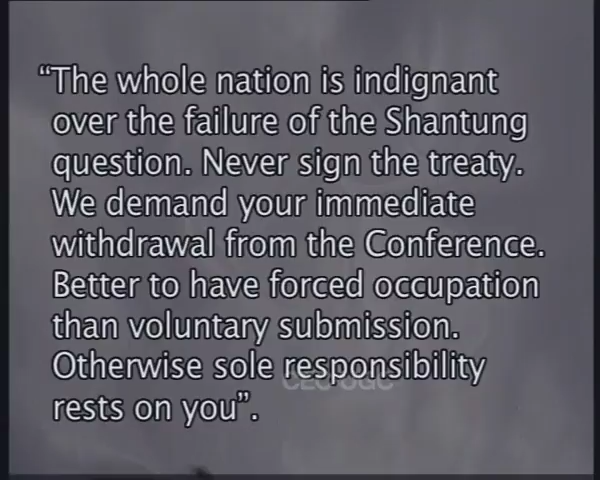 “The whole nation is indignant
over the failure of the Shantung
question. Never sign the treaty.
We demand your immediate
withdrawal from the Conference.
Better to have forced occupation
than voluntary submission.
Otherwise sole responsibility
CEC-UGC
rests on you”.